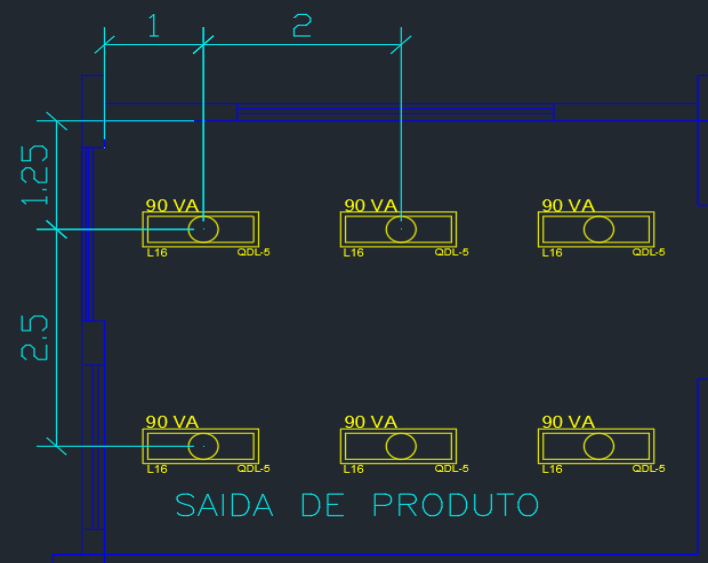 1 2
1.25
90 VA 90 VA 90 VA
L16 QDL-5 L16 QDL-5 L16 QDL-5
2.5
90 VA 90 VA 90 VA
L16 QDL-5 L16 QDL-5 L16 QDL-5
SAIDA DE PRODUTO